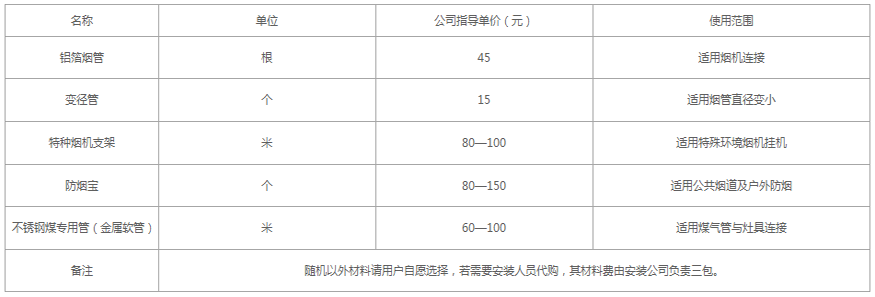 名称 单位 公司指导单价（元） 使用范围
铝箔烟管 根 45 适用烟机连接
变径管 个 15 适用烟管直径变小
特种烟机支架 米 80—100 适用特殊环境烟机挂机
防烟宝 个 80—150 适用公共烟道及户外防烟
不锈钢煤专用管（金属软管） 米 60—100 适用煤气管与灶具连接
备注 随机以外材料请用户自愿选择，若需要安装人员代购，其材料费由安装公司负责三包。